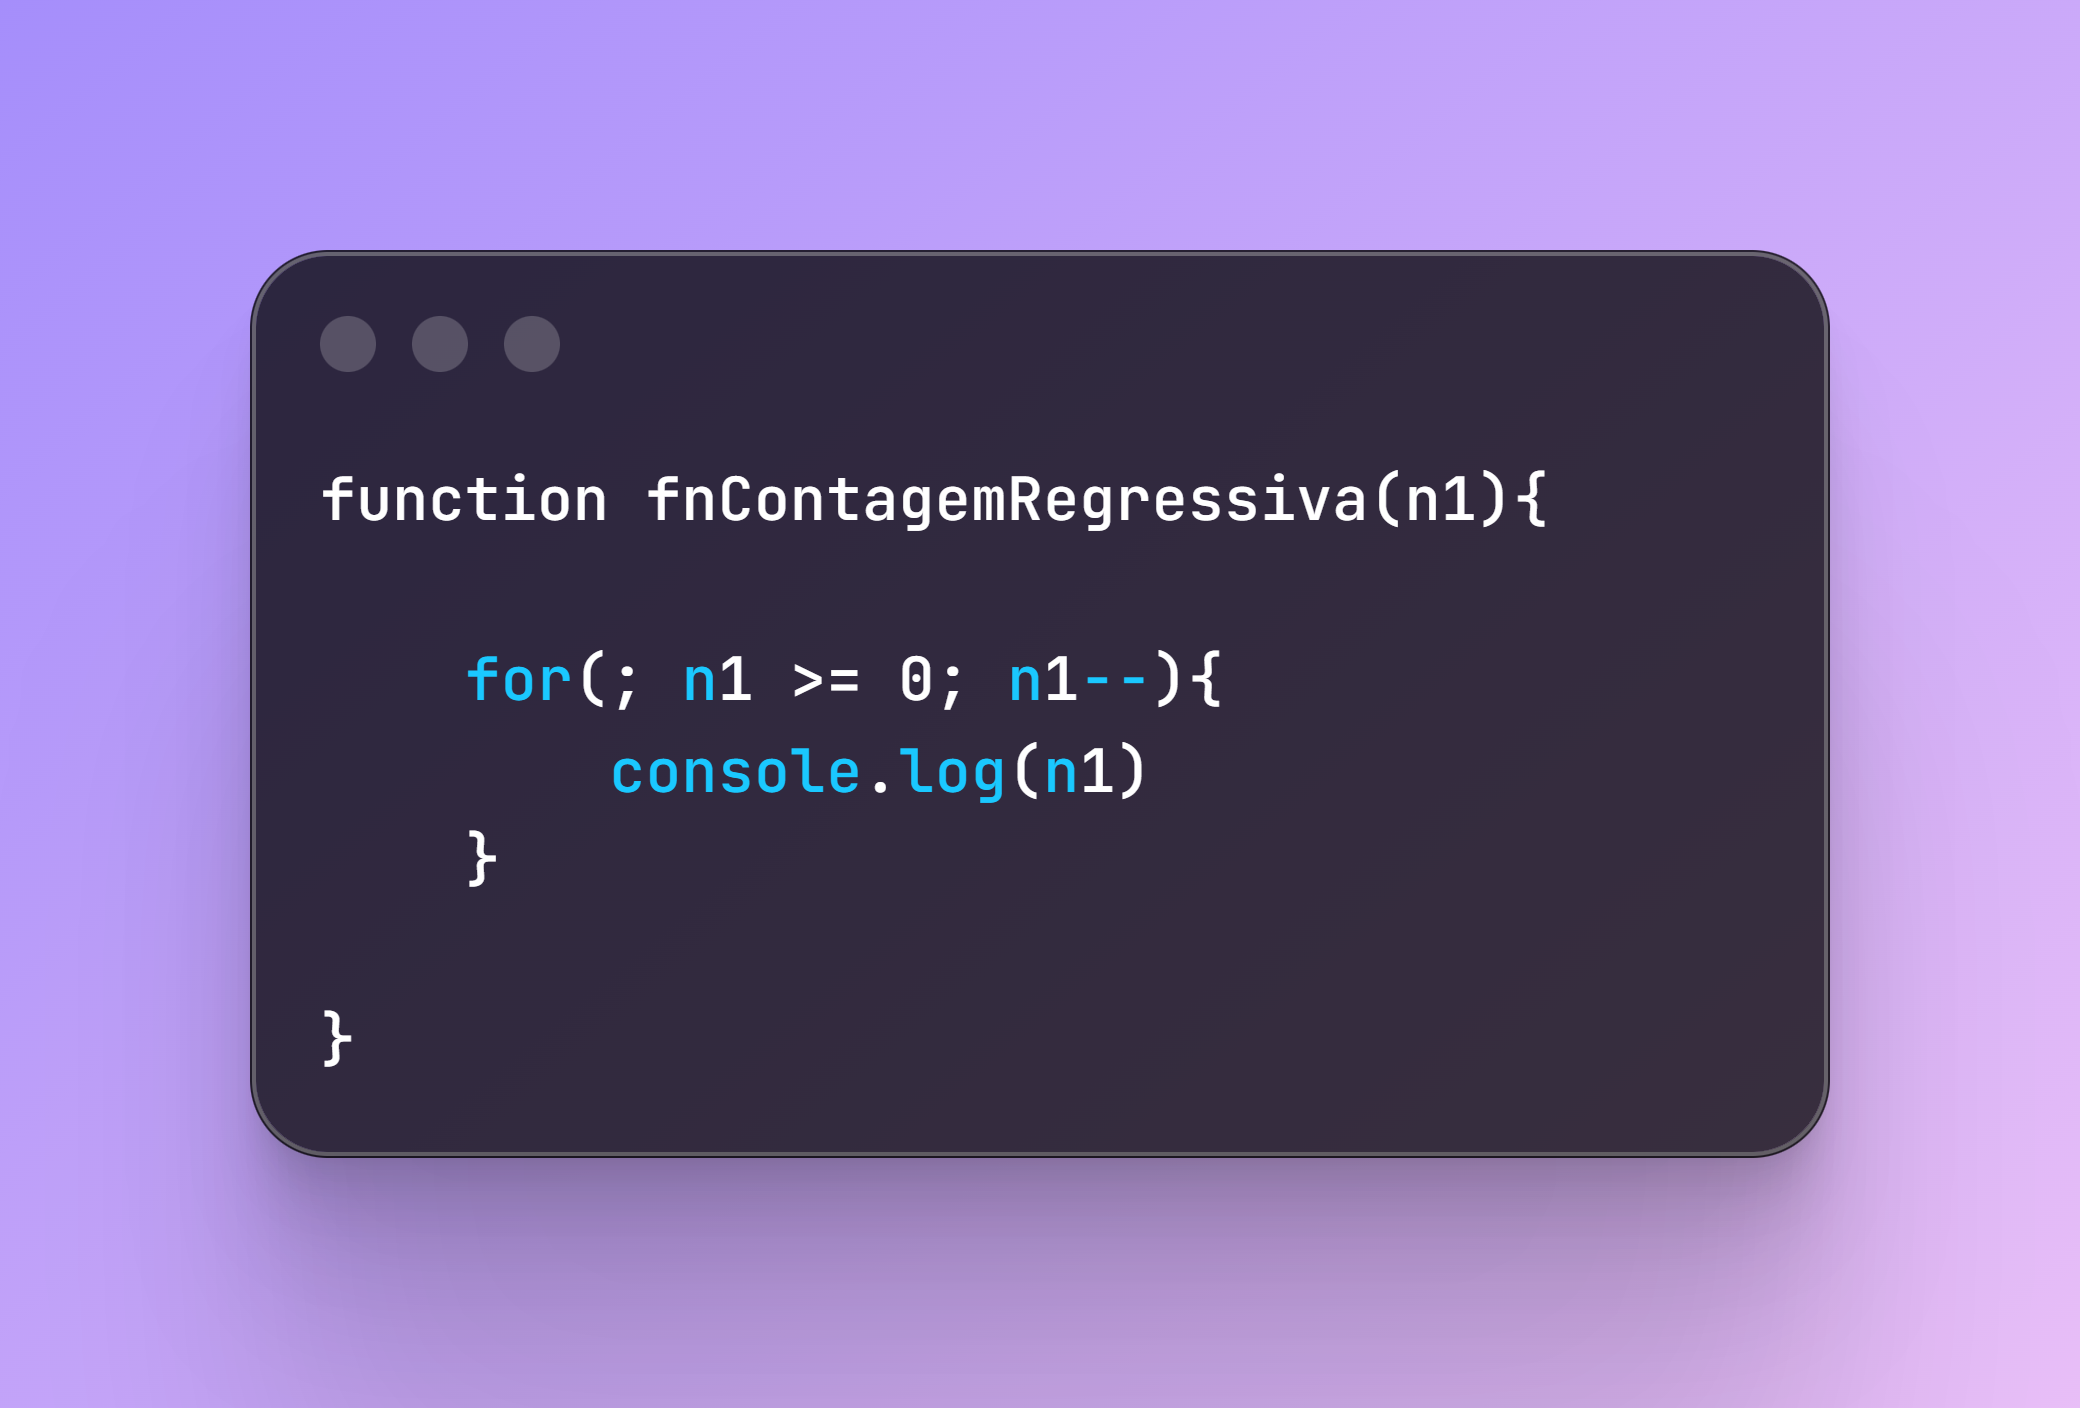 function fnContagemRegressiva(n1){
for(; n1 >= 0; n1--){
console.log(n1)
}
}